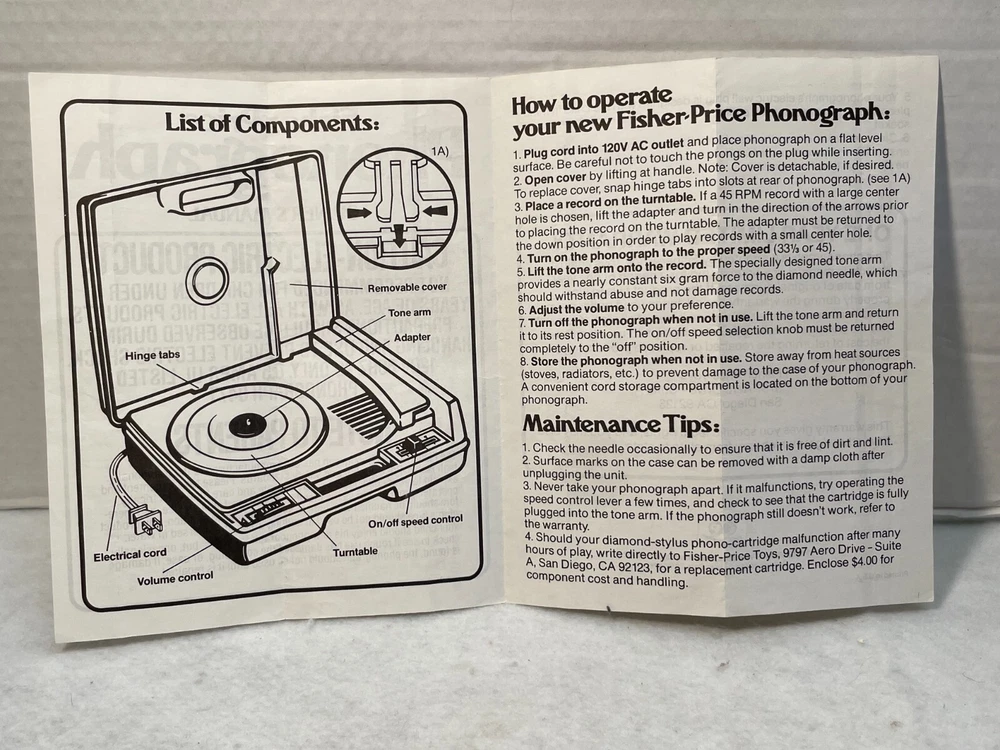 List of Components:
1A)
Removable cover
Tone arm
Adapter
Hinge tabs
On/off speed control
Electrical cord
Turntable
Volume control
How to operate
your new Fisher-Price Phonograph:
1. Plug cord into 120V AC outlet and place phonograph on a flat level
surface. Be careful not to touch the prongs on the plug while inserting.
2. Open cover by lifting at handle. Note: Cover is detachable, if desired.
To replace cover, snap hinge tabs into slots at rear of phonograph. (see 1A)
3. Place a record on the turntable. If a 45 RPM record with a large center
hole is chosen, lift the adapter and turn in the direction of the arrows prior
to placing the record on the turntable. The adapter must be returned to
the down position in order to play records with a small center hole.
4. Turn on the phonograph to the proper speed (33⅓ or 45).
5. Lift the tone arm onto the record. The specially designed tone arm
provides a nearly constant six gram force to the diamond needle, which
should withstand abuse and not damage records.
6. Adjust the volume to your preference.
7. Turn off the phonograph when not in use. Lift the tone arm and return
it to its rest position. The on/off speed selection knob must be returned
completely to the "off" position.
8. Store the phonograph when not in use. Store away from heat sources
(stoves, radiators, etc.) to prevent damage to the case of your phonograph.
A convenient cord storage compartment is located on the bottom of your
phonograph.
Maintenance Tips:
1. Check the needle occasionally to ensure that it is free of dirt and lint.
2. Surface marks on the case can be removed with a damp cloth after
unplugging the unit.
3. Never take your phonograph apart. If it malfunctions, try operating the
speed control lever a few times, and check to see that the cartridge is fully
plugged into the tone arm. If the phonograph still doesn't work, refer to
the warranty.
4. Should your diamond-stylus phono-cartridge malfunction after many
hours of play, write directly to Fisher-Price Toys, 9797 Aero Drive - Suite
A, San Diego, CA 92123, for a replacement cartridge. Enclose $4.00 for
component cost and handling.